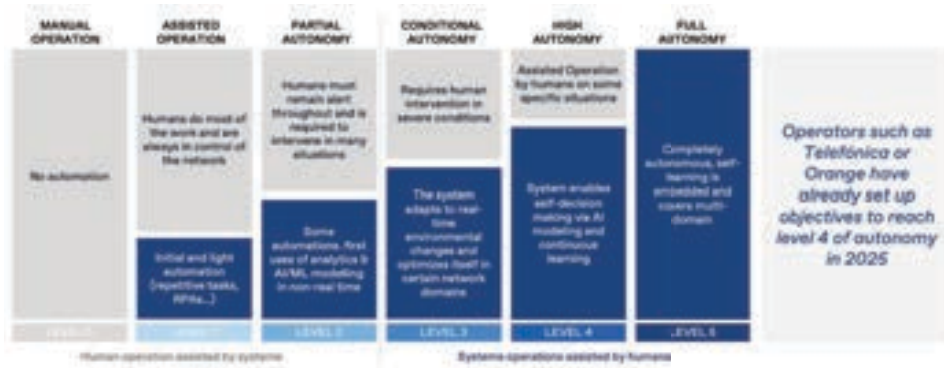 MANUAL
OPERATION
ASSISTED
OPERATION
PARTIAL
AUTONOMY
CONDITIONAL
AUTONOMY
HIGH
AUTONOMY
FULL
AUTONOMY
No automation
Humans do most
of the work and are
always in control of
the network
Initial and light
automation
(repetitive tasks,
RPAs...)
Humans must
remain alert
throughout and is
required to
intervene in many
situations
Some
automations, first
uses of analytics &
AI/ML modelling
in non real time
Requires human
intervention in
severe conditions
The system
adapts to real-
time
environmental
changes and
optimizes itself in
certain network
domains
Assisted Operation
by humans on some
specific situations
System enables
self-decision
making via AI
modeling and
continuous
learning
Completely
autonomous, self-
learning is
embedded and
covers multi-
domain
Operators such as
Telefónica or
Orange have
already set up
objectives to reach
level 4 of autonomy
in 2025
LEVEL 2
LEVEL 3
LEVEL 4
LEVEL 5
Human operation assisted by systems
Systems operations assisted by humans